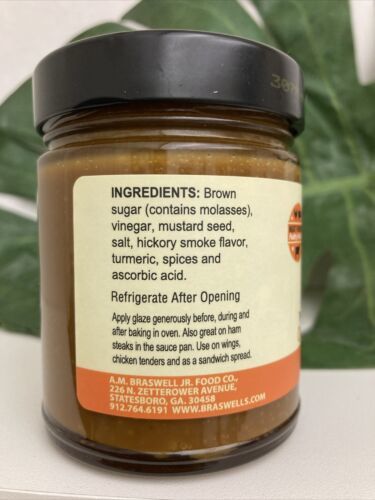 307
INGREDIENTS: Brown
sugar (contains molasses),
vinegar, mustard seed,
salt, hickory smoke flavor,
turmeric, spices and
ascorbic acid.
Refrigerate After Opening
Apply glaze generously before, during and
after baking in oven. Also great on ham
steaks in the sauce pan. Use on wings,
chicken tenders and as a sandwich spread.
A.M. BRASWELL JR. FOOD CO.,
226 N. ZETTEROWER AVENUE,
STATESBORO, GA. 30458
912.764.6191 WWW.BRASWELLS.COM